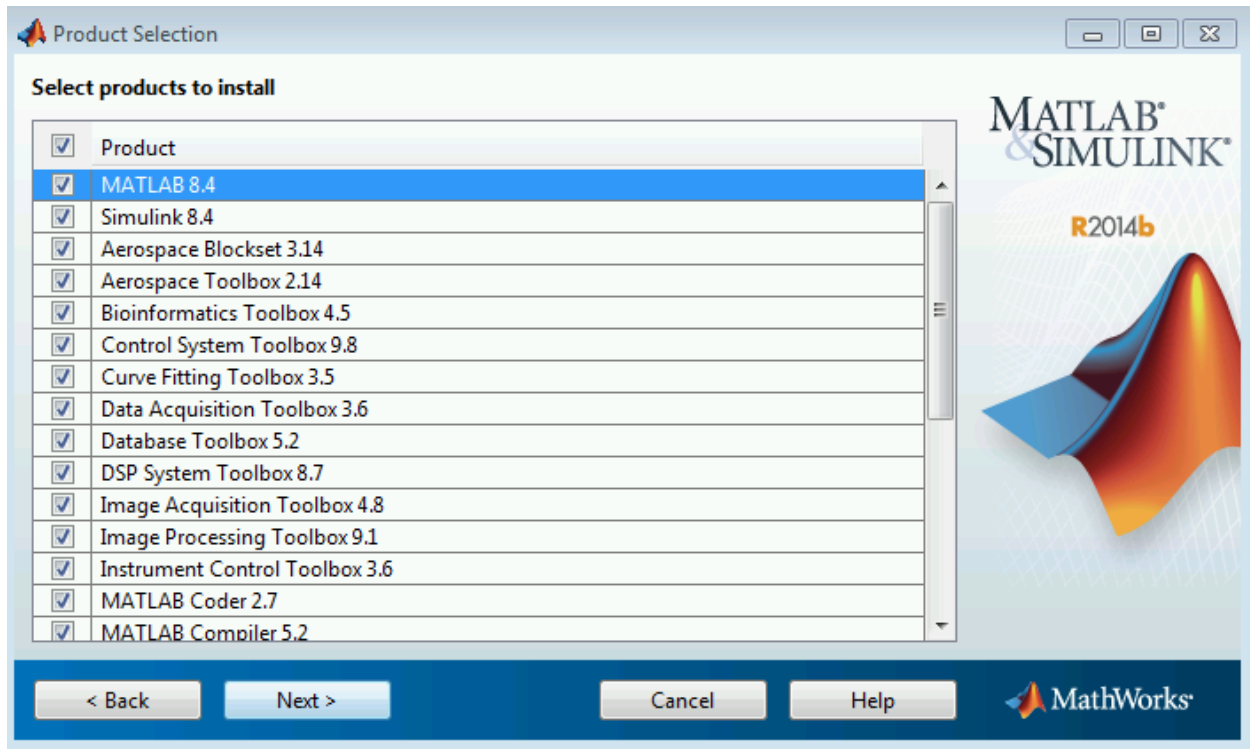 Product Selection
Select products to install
Product
MATLAB 8.4
Simulink 8.4
Aerospace Blockset 3.14
Aerospace Toolbox 2.14
Bioinformatics Toolbox 4.5
Control System Toolbox 9.8
Curve Fitting Toolbox 3.5
Data Acquisition Toolbox 3.6
Database Toolbox 5.2
DSP System Toolbox 8.7
Image Acquisition Toolbox 4.8
Image Processing Toolbox 9.1
Instrument Control Toolbox 3.6
MATLAB Coder 2.7
MATLAB Compiler 5.2
MATLAB®
&SIMULINK®
R2014b
< Back
Next >
Cancel
Help
MathWorks®